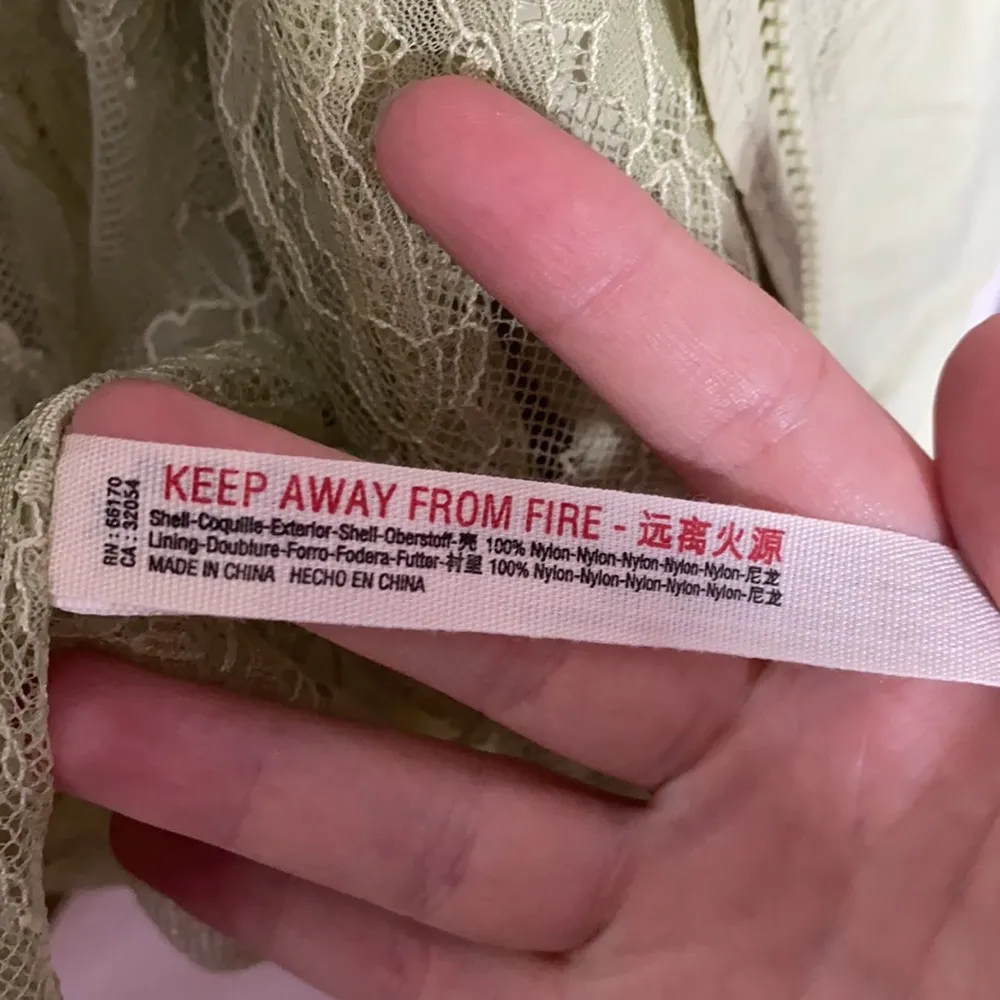 RN : 66170
CA : 32054
KEEP AWAY FROM FIRE - 远离火源
Shell-Coquille-Exterior-Shell-Oberstoff-壳 100% Nylon-Nylon-Nylon-Nylon-Nylon-尼龙
Lining-Doublure-Forro-Fodera-Futter-衬里 100% Nylon-Nylon-Nylon-Nylon-Nylon-尼龙
MADE IN CHINA HECHO EN CHINA